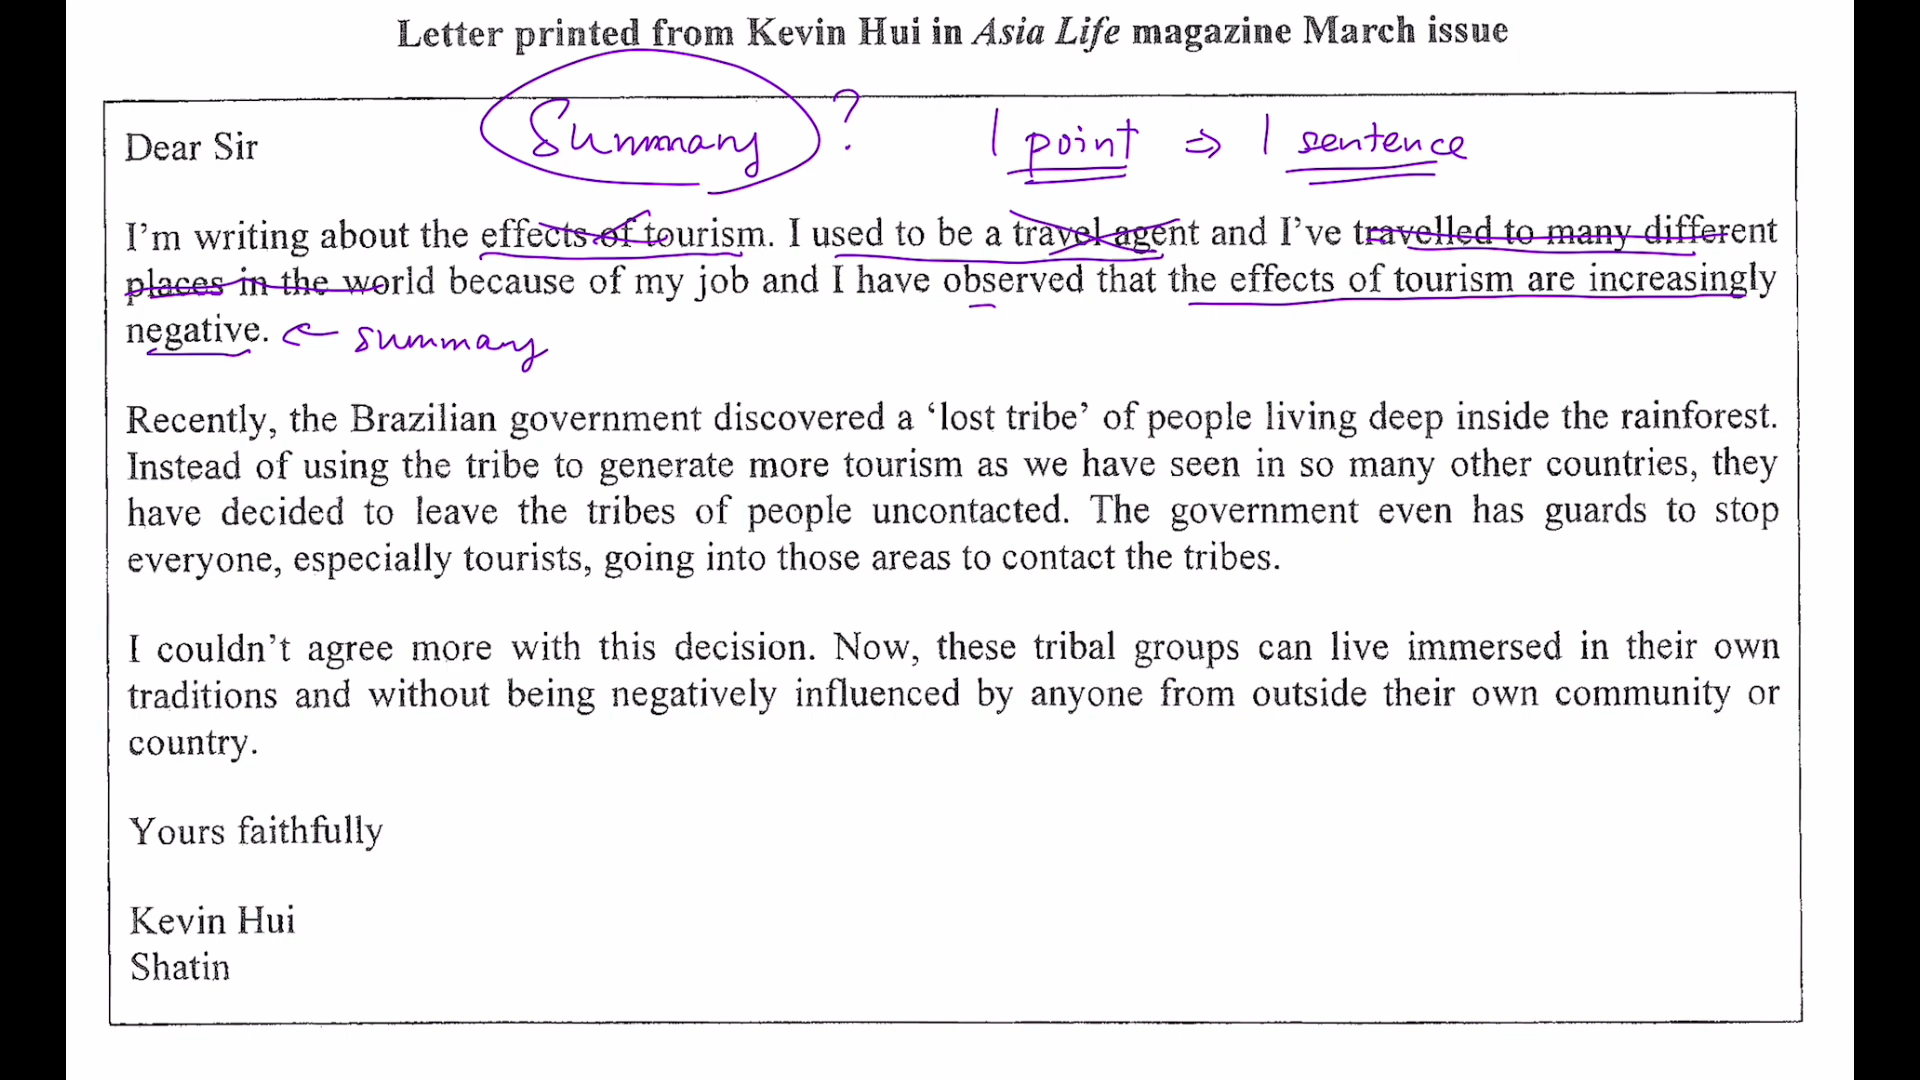 Letter printed from Kevin Hui in Asia Life magazine March issue
Summary ? 1 point ⇒ 1 sentence
Dear Sir
I'm writing about the effects of tourism. I used to be a travel agent and I've travelled to many different
places in the world because of my job and I have observed that the effects of tourism are increasingly
negative. ← summary
Recently, the Brazilian government discovered a ‘lost tribe’ of people living deep inside the rainforest.
Instead of using the tribe to generate more tourism as we have seen in so many other countries, they
have decided to leave the tribes of people uncontacted. The government even has guards to stop
everyone, especially tourists, going into those areas to contact the tribes.
I couldn't agree more with this decision. Now, these tribal groups can live immersed in their own
traditions and without being negatively influenced by anyone from outside their own community or
country.
Yours faithfully
Kevin Hui
Shatin